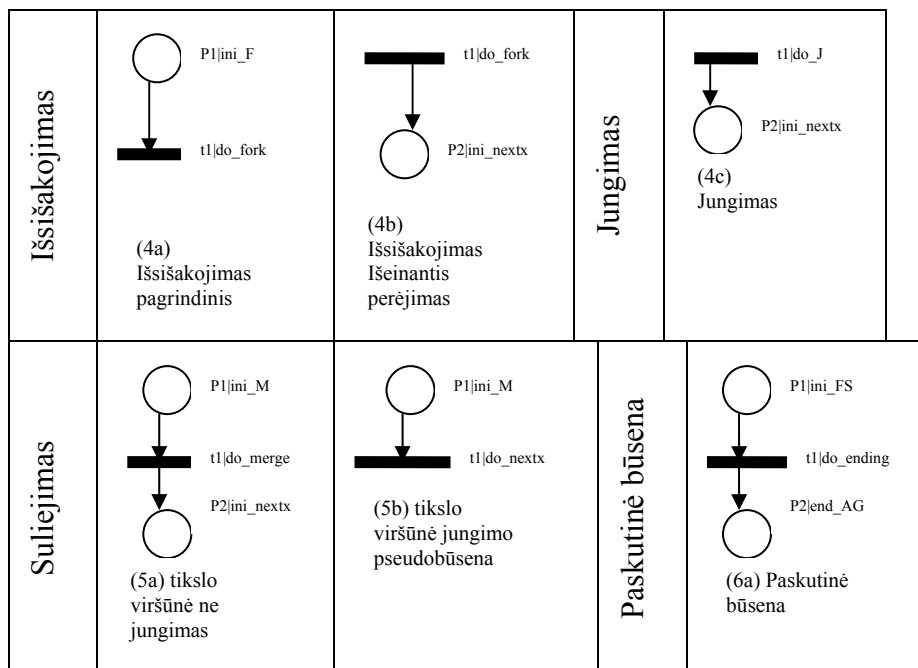 Išsišakojimas
P1|ini_F
t1|do_fork
(4a)
Išsišakojimas
pagrindinis
t1|do_fork
P2|ini_nextx
(4b)
Išsišakojimas
Išeinantis
perėjimas
Jungimas
t1|do_J
P2|ini_nextx
(4c)
Jungimas
Suliejimas
P1|ini_M
t1|do_merge
P2|ini_nextx
(5a) tikslo
viršūnė ne
jungimas
P1|ini_M
t1|do_nextx
(5b) tikslo
viršūnė jungimo
pseudobūsena
Paskutinė būsena
P1|ini_FS
t1|do_ending
P2|end_AG
(6a) Paskutinė
būsena